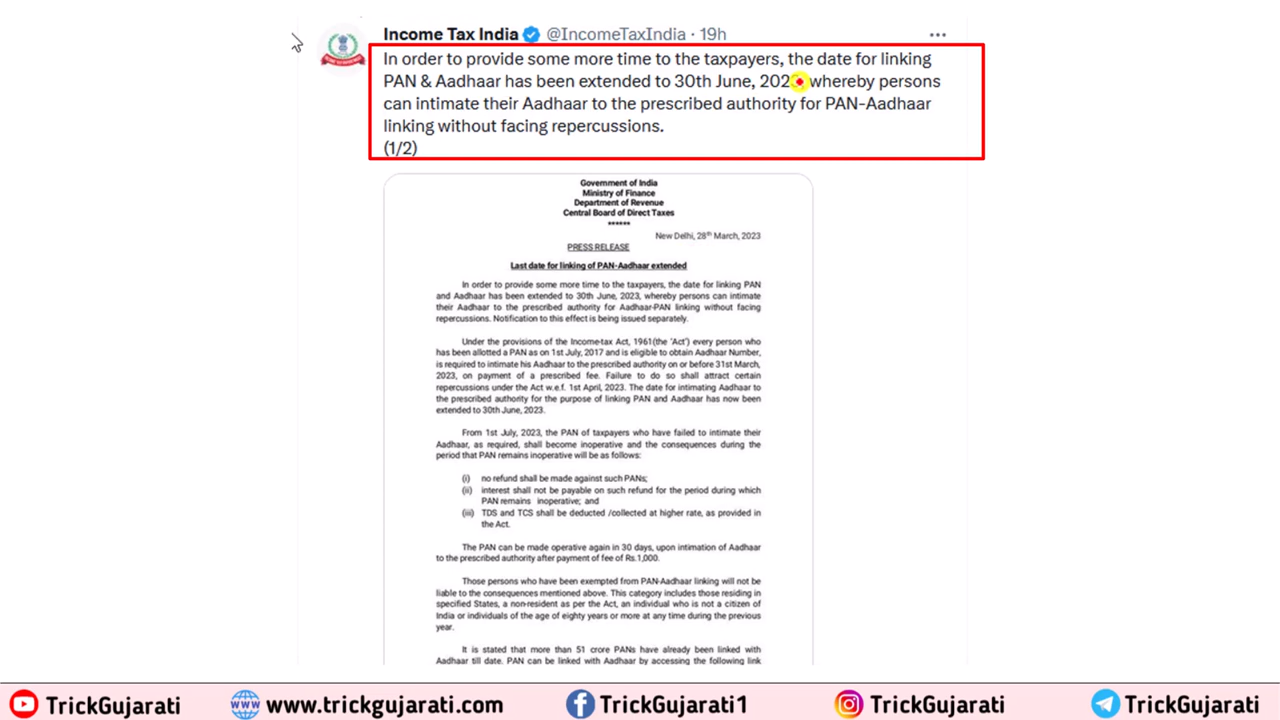 Income Tax India @IncomeTaxIndia · 19h
In order to provide some more time to the taxpayers, the date for linking
PAN & Aadhaar has been extended to 30th June, 202 whereby persons
can intimate their Aadhaar to the prescribed authority for PAN-Aadhaar
linking without facing repercussions.
(1/2)
Government of India
Ministry of Finance
Department of Revenue
Central Board of Direct Taxes
******
New Delhi, 28th March, 2023
PRESS RELEASE
Last date for linking of PAN-Aadhaar extended
In order to provide some more time to the taxpayers, the date for linking PAN
and Aadhaar has been extended to 30th June, 2023, whereby persons can intimate
their Aadhaar to the prescribed authority for Aadhaar-PAN linking without facing
repercussions. Notification to this effect is being issued separately.
Under the provisions of the Income-tax Act, 1961(the 'Act') every person who
has been allotted a PAN as on 1st July, 2017 and is eligible to obtain Aadhaar Number,
is required to intimate his Aadhaar to the prescribed authority on or before 31st March,
2023, on payment of a prescribed fee. Failure to do so shall attract certain
repercussions under the Act w.e.f. 1st April, 2023. The date for intimating Aadhaar to
the prescribed authority for the purpose of linking PAN and Aadhaar has now been
extended to 30th June, 2023.
From 1st July, 2023, the PAN of taxpayers who have failed to intimate their
Aadhaar, as required, shall become inoperative and the consequences during the
period that PAN remains inoperative will be as follows:
(i) no refund shall be made against such PANs;
(ii) interest shall not be payable on such refund for the period during which
PAN remains inoperative; and
(iii) TDS and TCS shall be deducted /collected at higher rate, as provided in
the Act.
The PAN can be made operative again in 30 days, upon intimation of Aadhaar
to the prescribed authority after payment of fee of Rs.1,000.
Those persons who have been exempted from PAN-Aadhaar linking will not be
liable to the consequences mentioned above. This category includes those residing in
specified States, a non-resident as per the Act, an individual who is not a citizen of
India or individuals of the age of eighty years or more at any time during the previous
year.
It is stated that more than 51 crore PANs have already been linked with
Aadhaar till date. PAN can be linked with Aadhaar by accessing the following link
TrickGujarati www.trickgujarati.com TrickGujarati1 TrickGujarati TrickGujarati